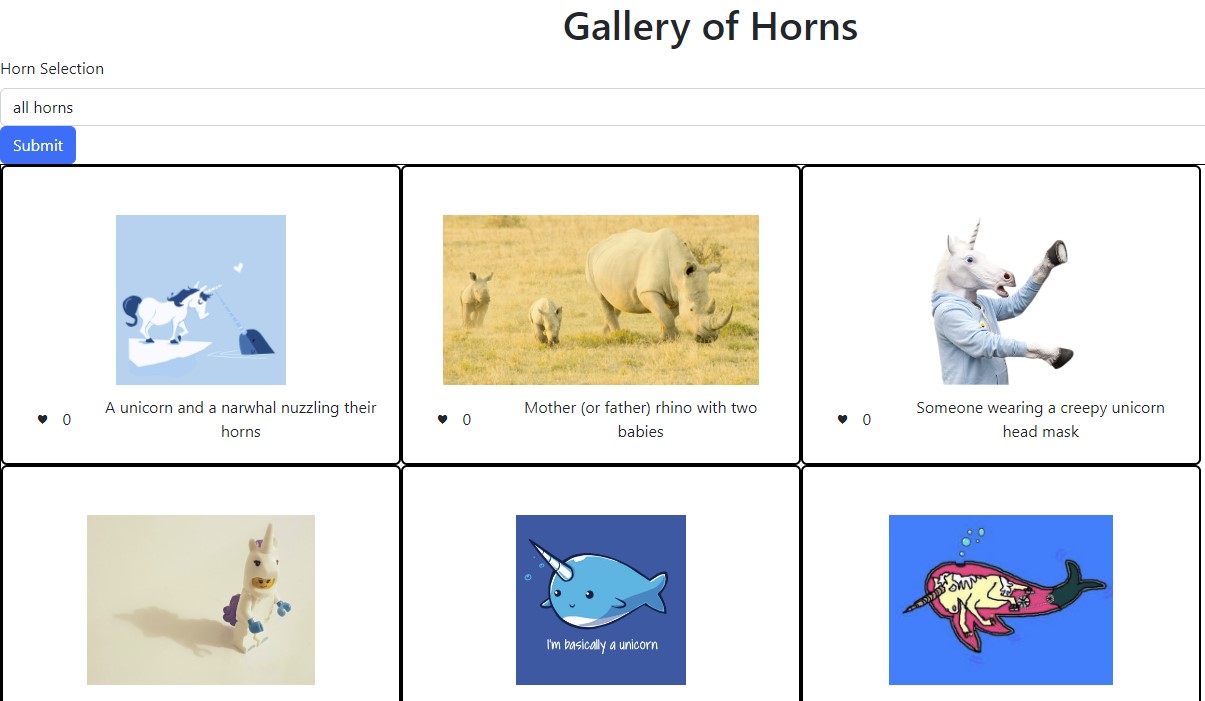 Gallery of Horns
Horn Selection
all horns
Submit
0
A unicorn and a narwhal nuzzling their
horns
0
Mother (or father) rhino with two
babies
0
Someone wearing a creepy unicorn
head mask
I'm basically a unicorn